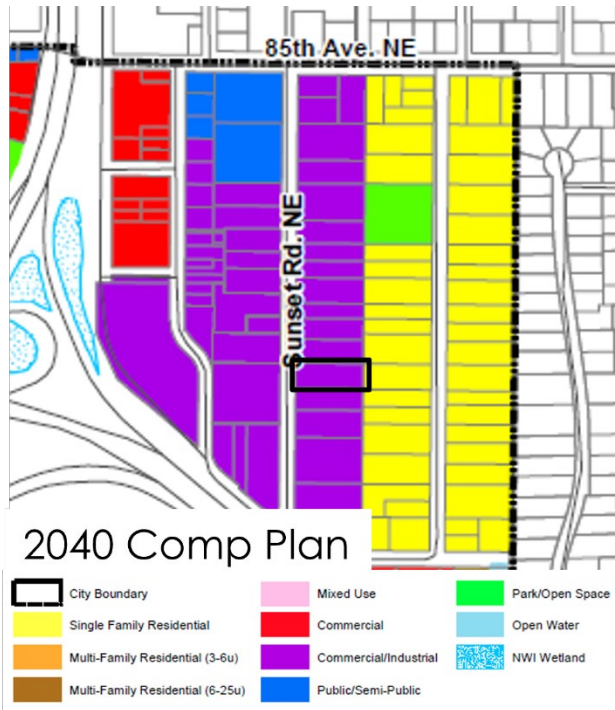 85th Ave. NE
Sunset Rd. NE
2040 Comp Plan
City Boundary
Mixed Use
Park/Open Space
Single Family Residential
Commercial
Open Water
Multi-Family Residential (3-6u)
Commercial/Industrial
NWI Wetland
Multi-Family Residential (6-25u)
Public/Semi-Public